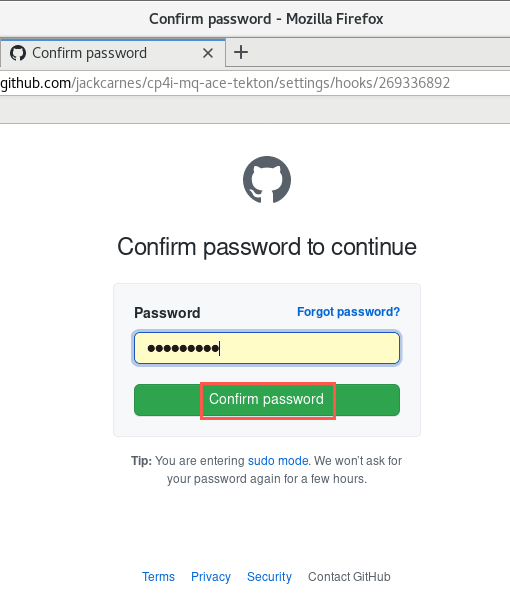 Confirm password - Mozilla Firefox
Confirm password
github.com/jackcarnes/cp4i-mq-ace-tekton/settings/hooks/269336892
Confirm password to continue
Password Forgot password?
Confirm password
Tip: You are entering sudo mode. We won't ask for
your password again for a few hours.
Terms Privacy Security Contact GitHub